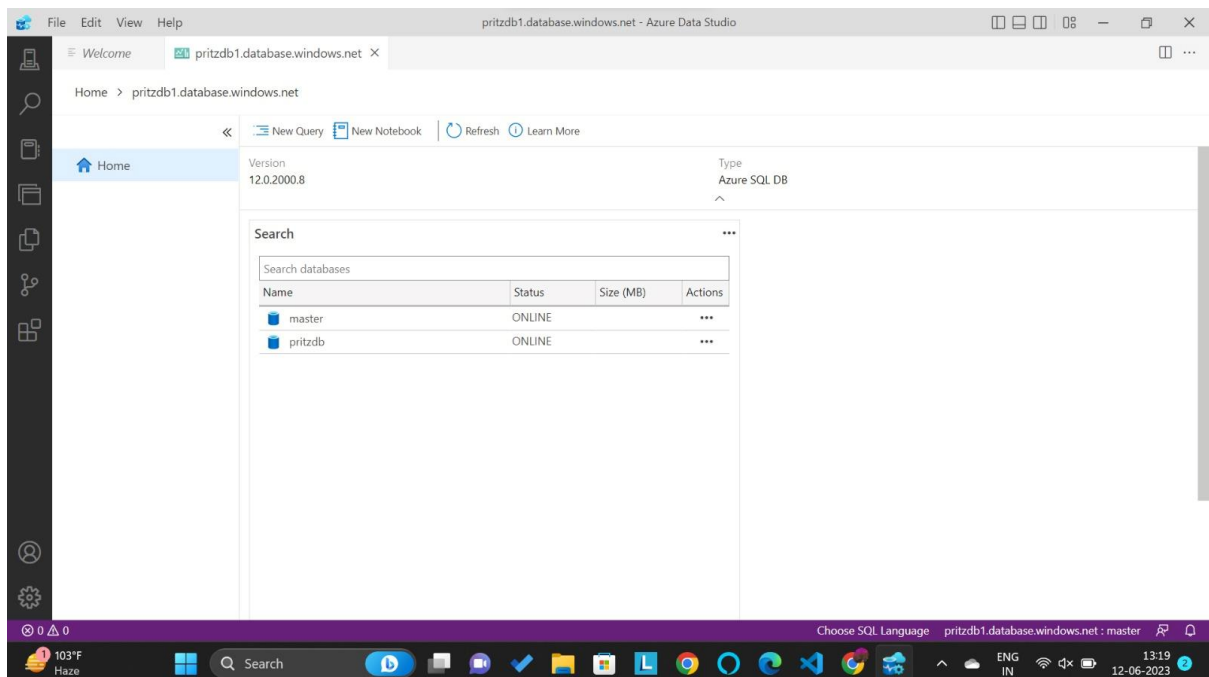 File Edit View Help pritzdb1.database.windows.net - Azure Data Studio
Welcome pritzdb1.database.windows.net
Home > pritzdb1.database.windows.net
New Query New Notebook Refresh Learn More
Home
Version Type
12.0.2000.8 Azure SQL DB
Search
Search databases
Name Status Size (MB) Actions
master ONLINE
pritzdb ONLINE
0 0 Choose SQL Language pritzdb1.database.windows.net : master
1 103°F Haze Search b L ENG IN 13:19 12-06-2023 2